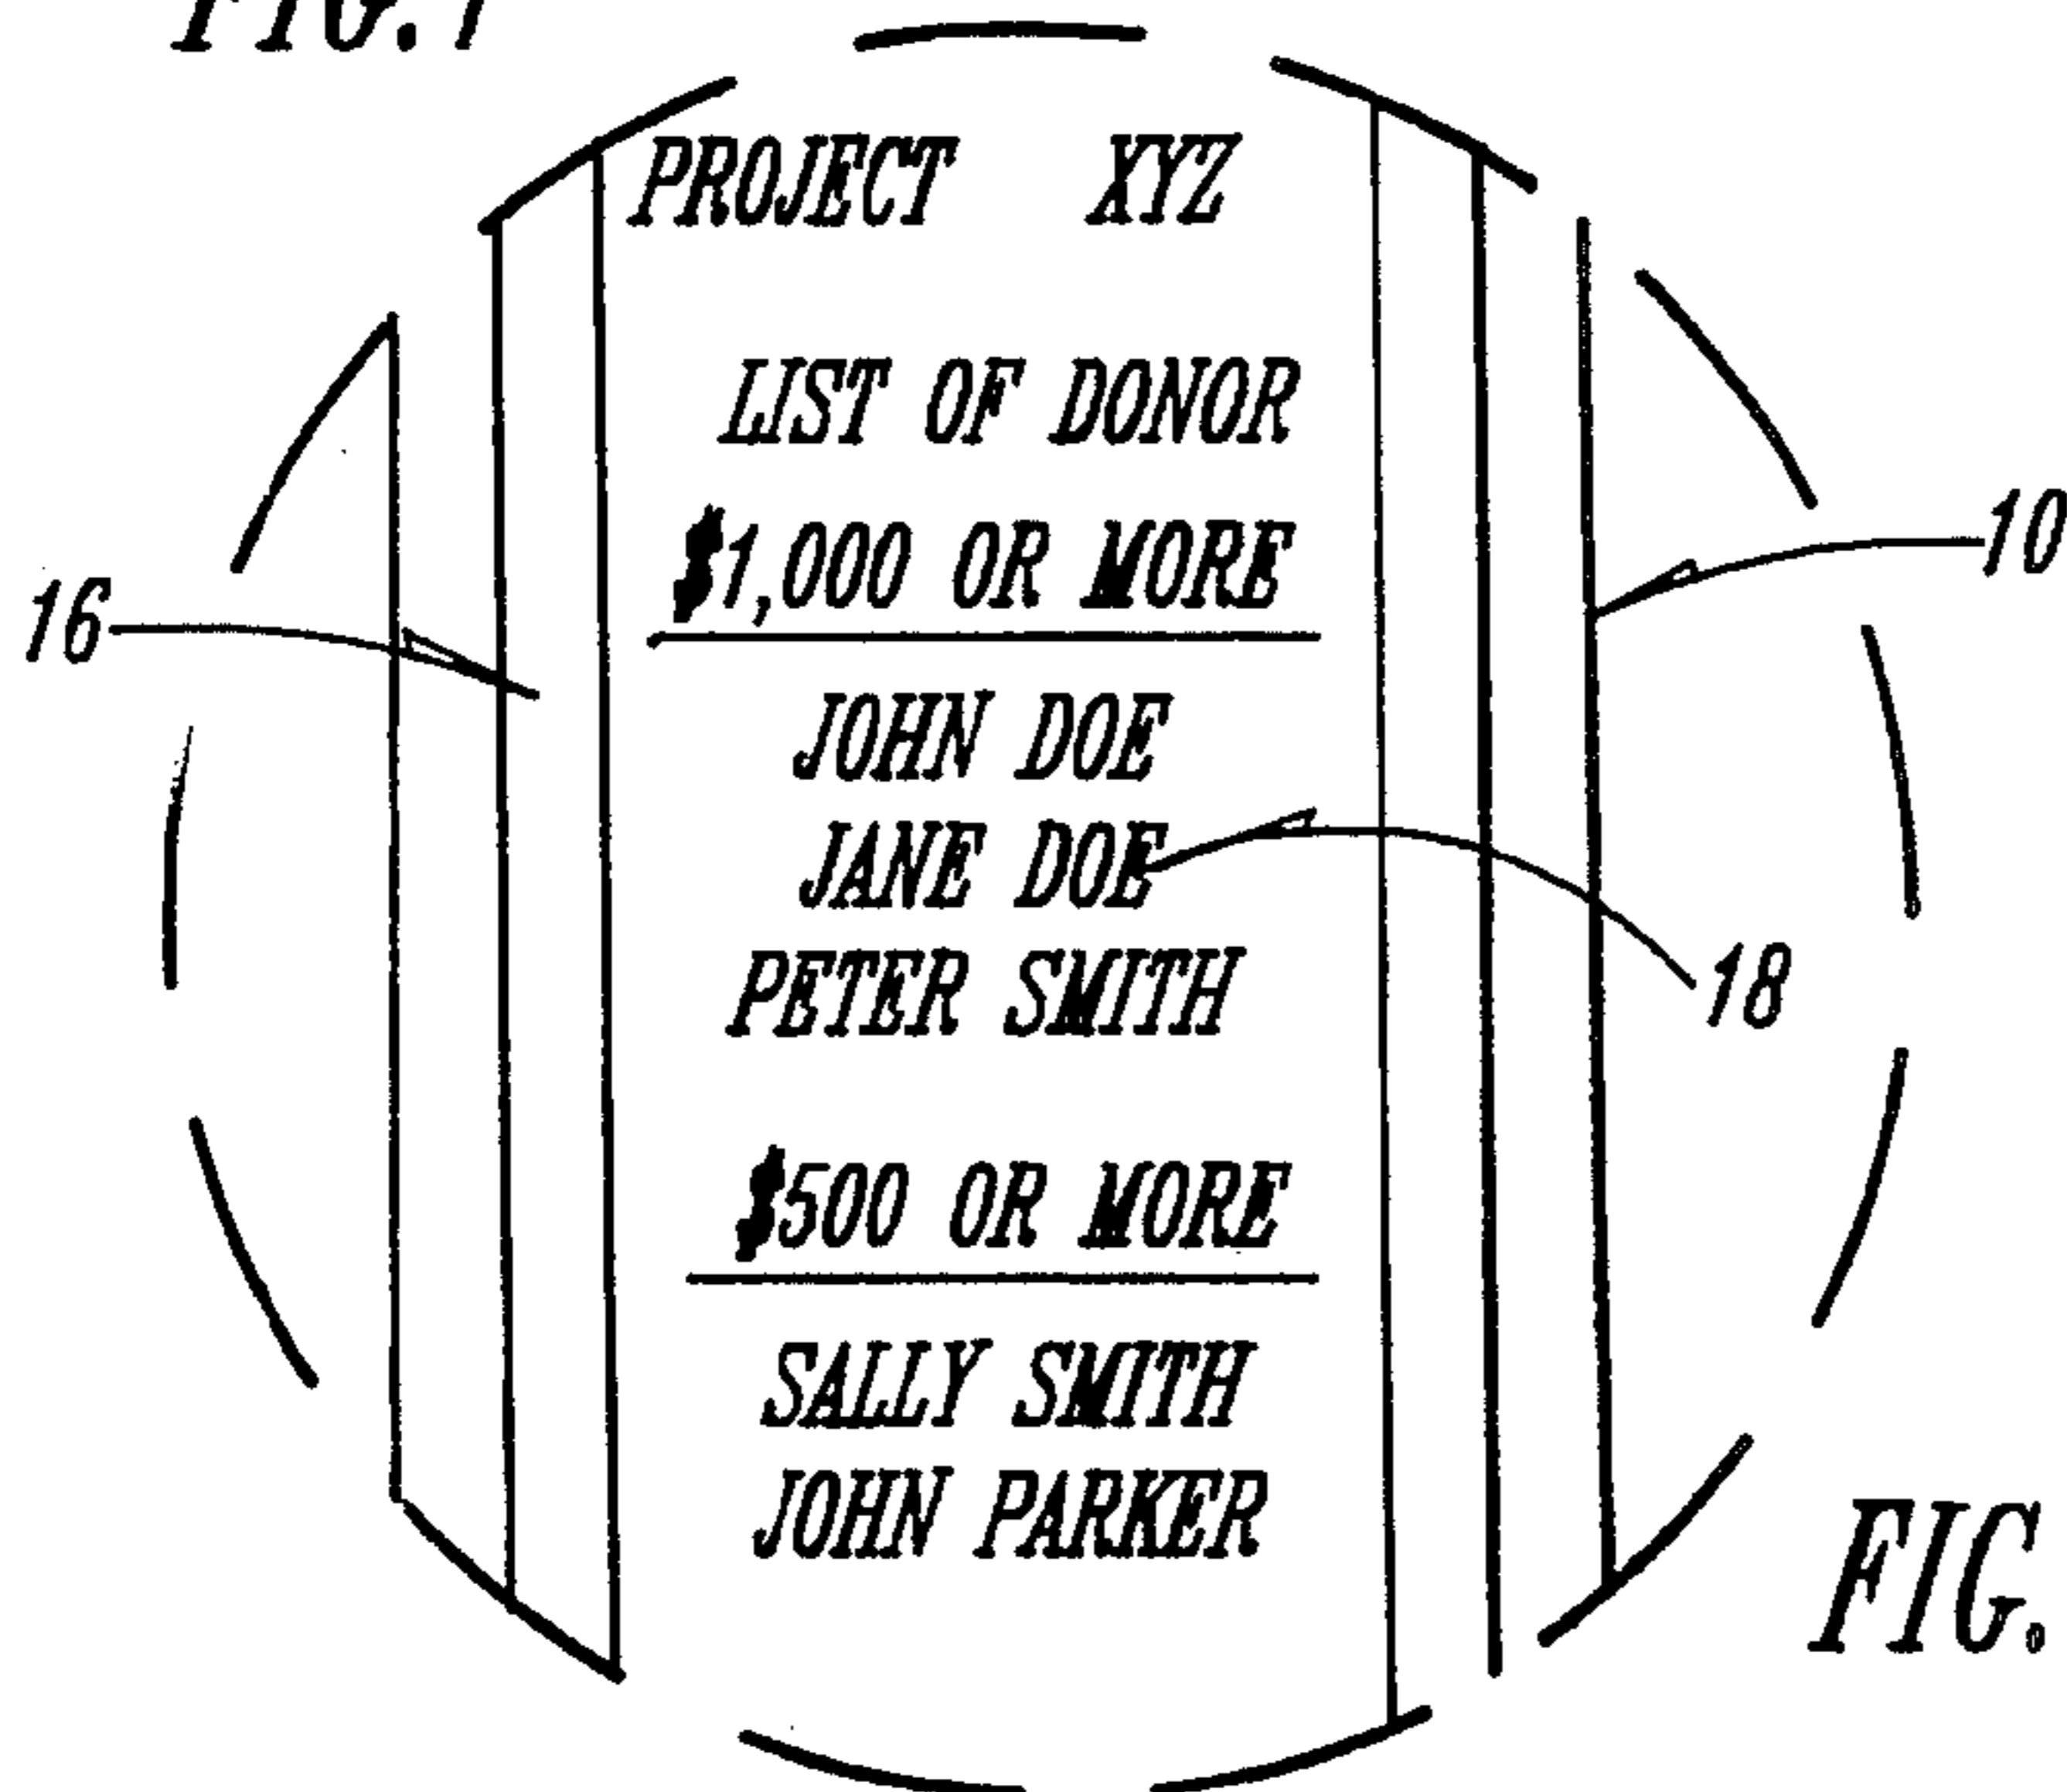 FIG. 1
PROJECT XYZ
LIST OF DONOR
$1,000 OR MORE
10
16
JOHN DOE
JANE DOE
PETER SMITH
18
$500 OR MORE
SALLY SMITH
JOHN PARKER
FIG.